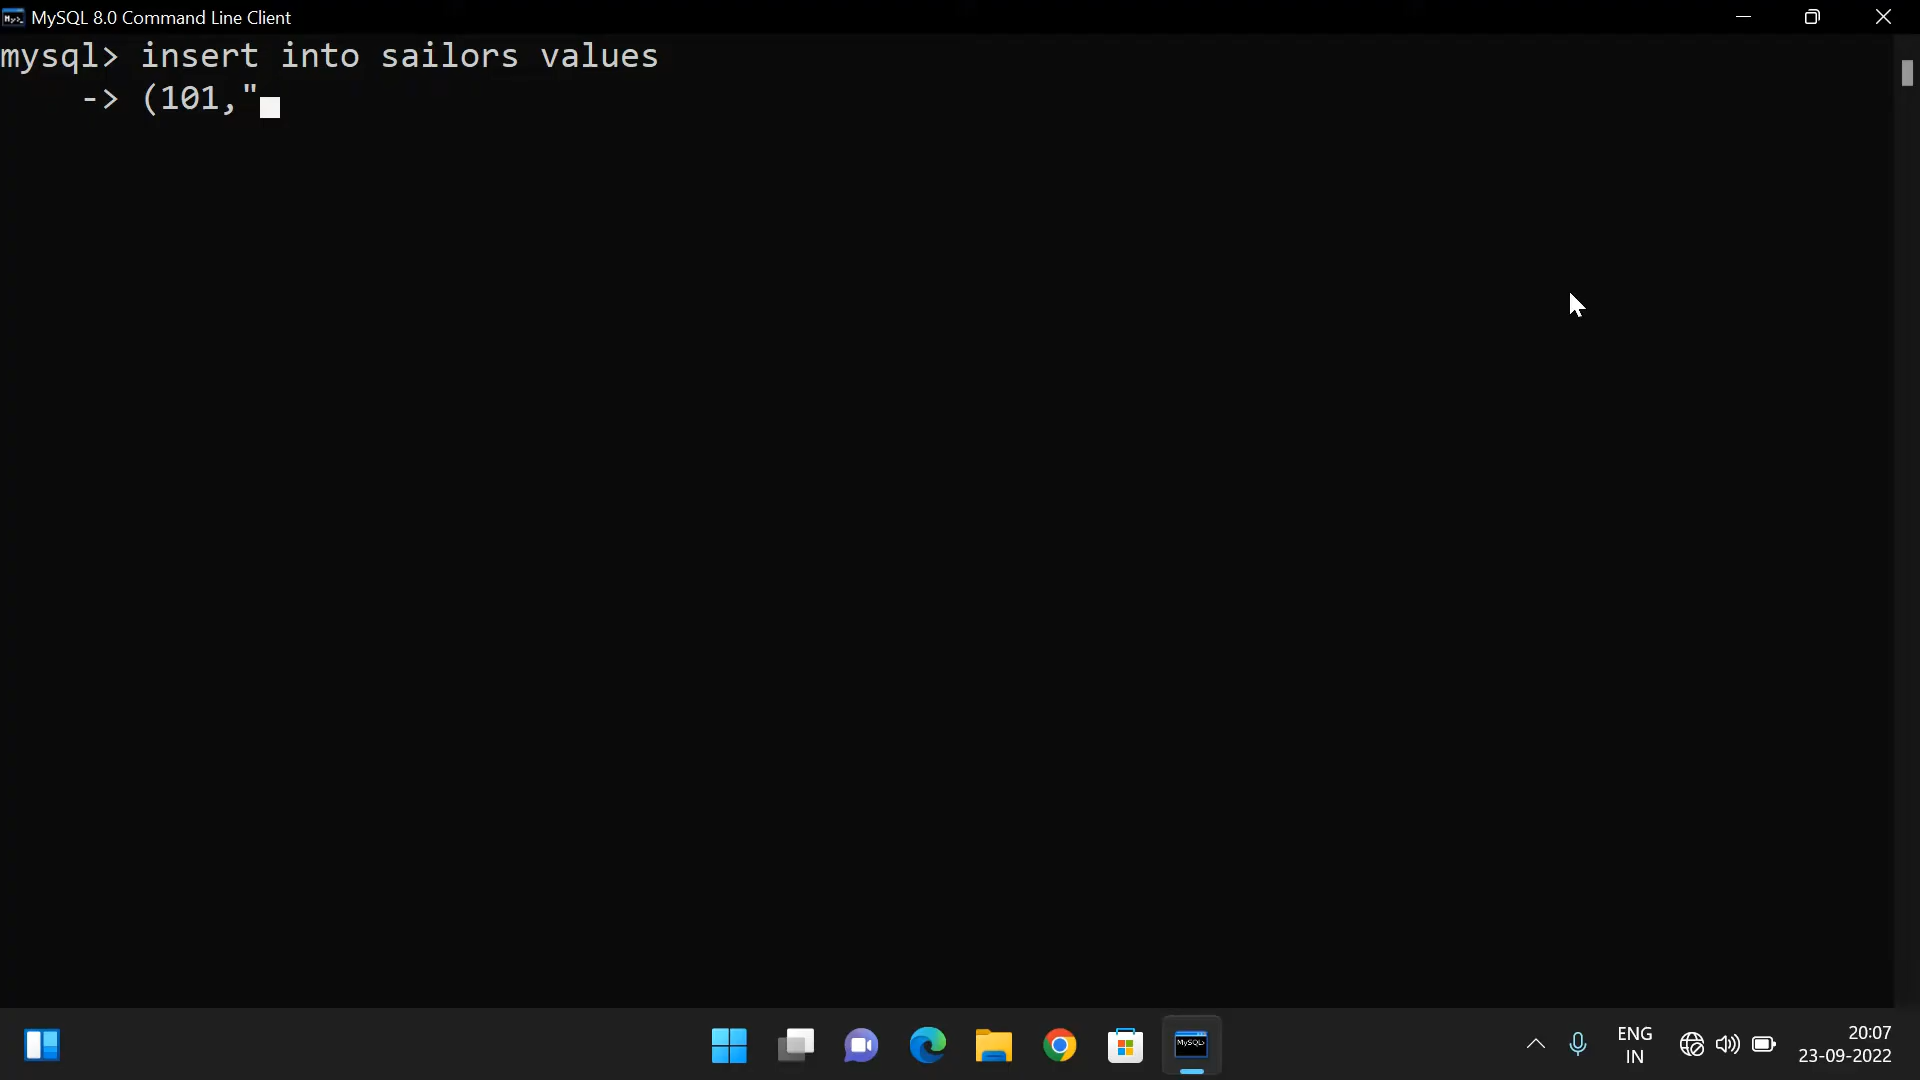 MySQL 8.0 Command Line Client
mysql> insert into sailors values
    -> (101,"
MySQL>
ENG
IN
20:07
23-09-2022